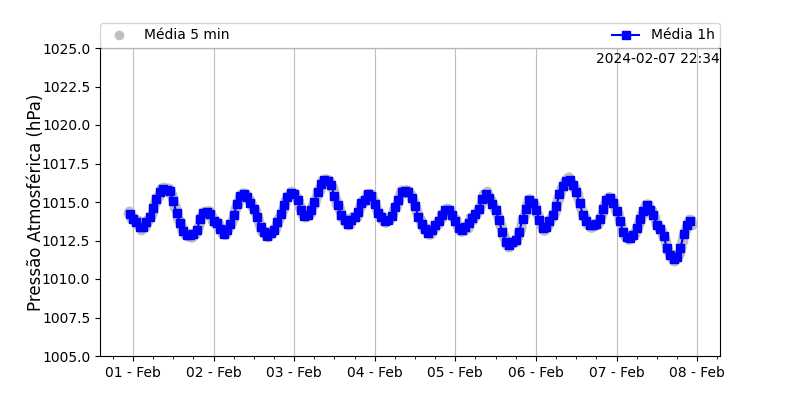 Média 5 min
Média 1h
2024-02-07 22:34
Pressão Atmosférica (hPa)
1025.0
1022.5
1020.0
1017.5
1015.0
1012.5
1010.0
1007.5
1005.0
01 - Feb
02 - Feb
03 - Feb
04 - Feb
05 - Feb
06 - Feb
07 - Feb
08 - Feb